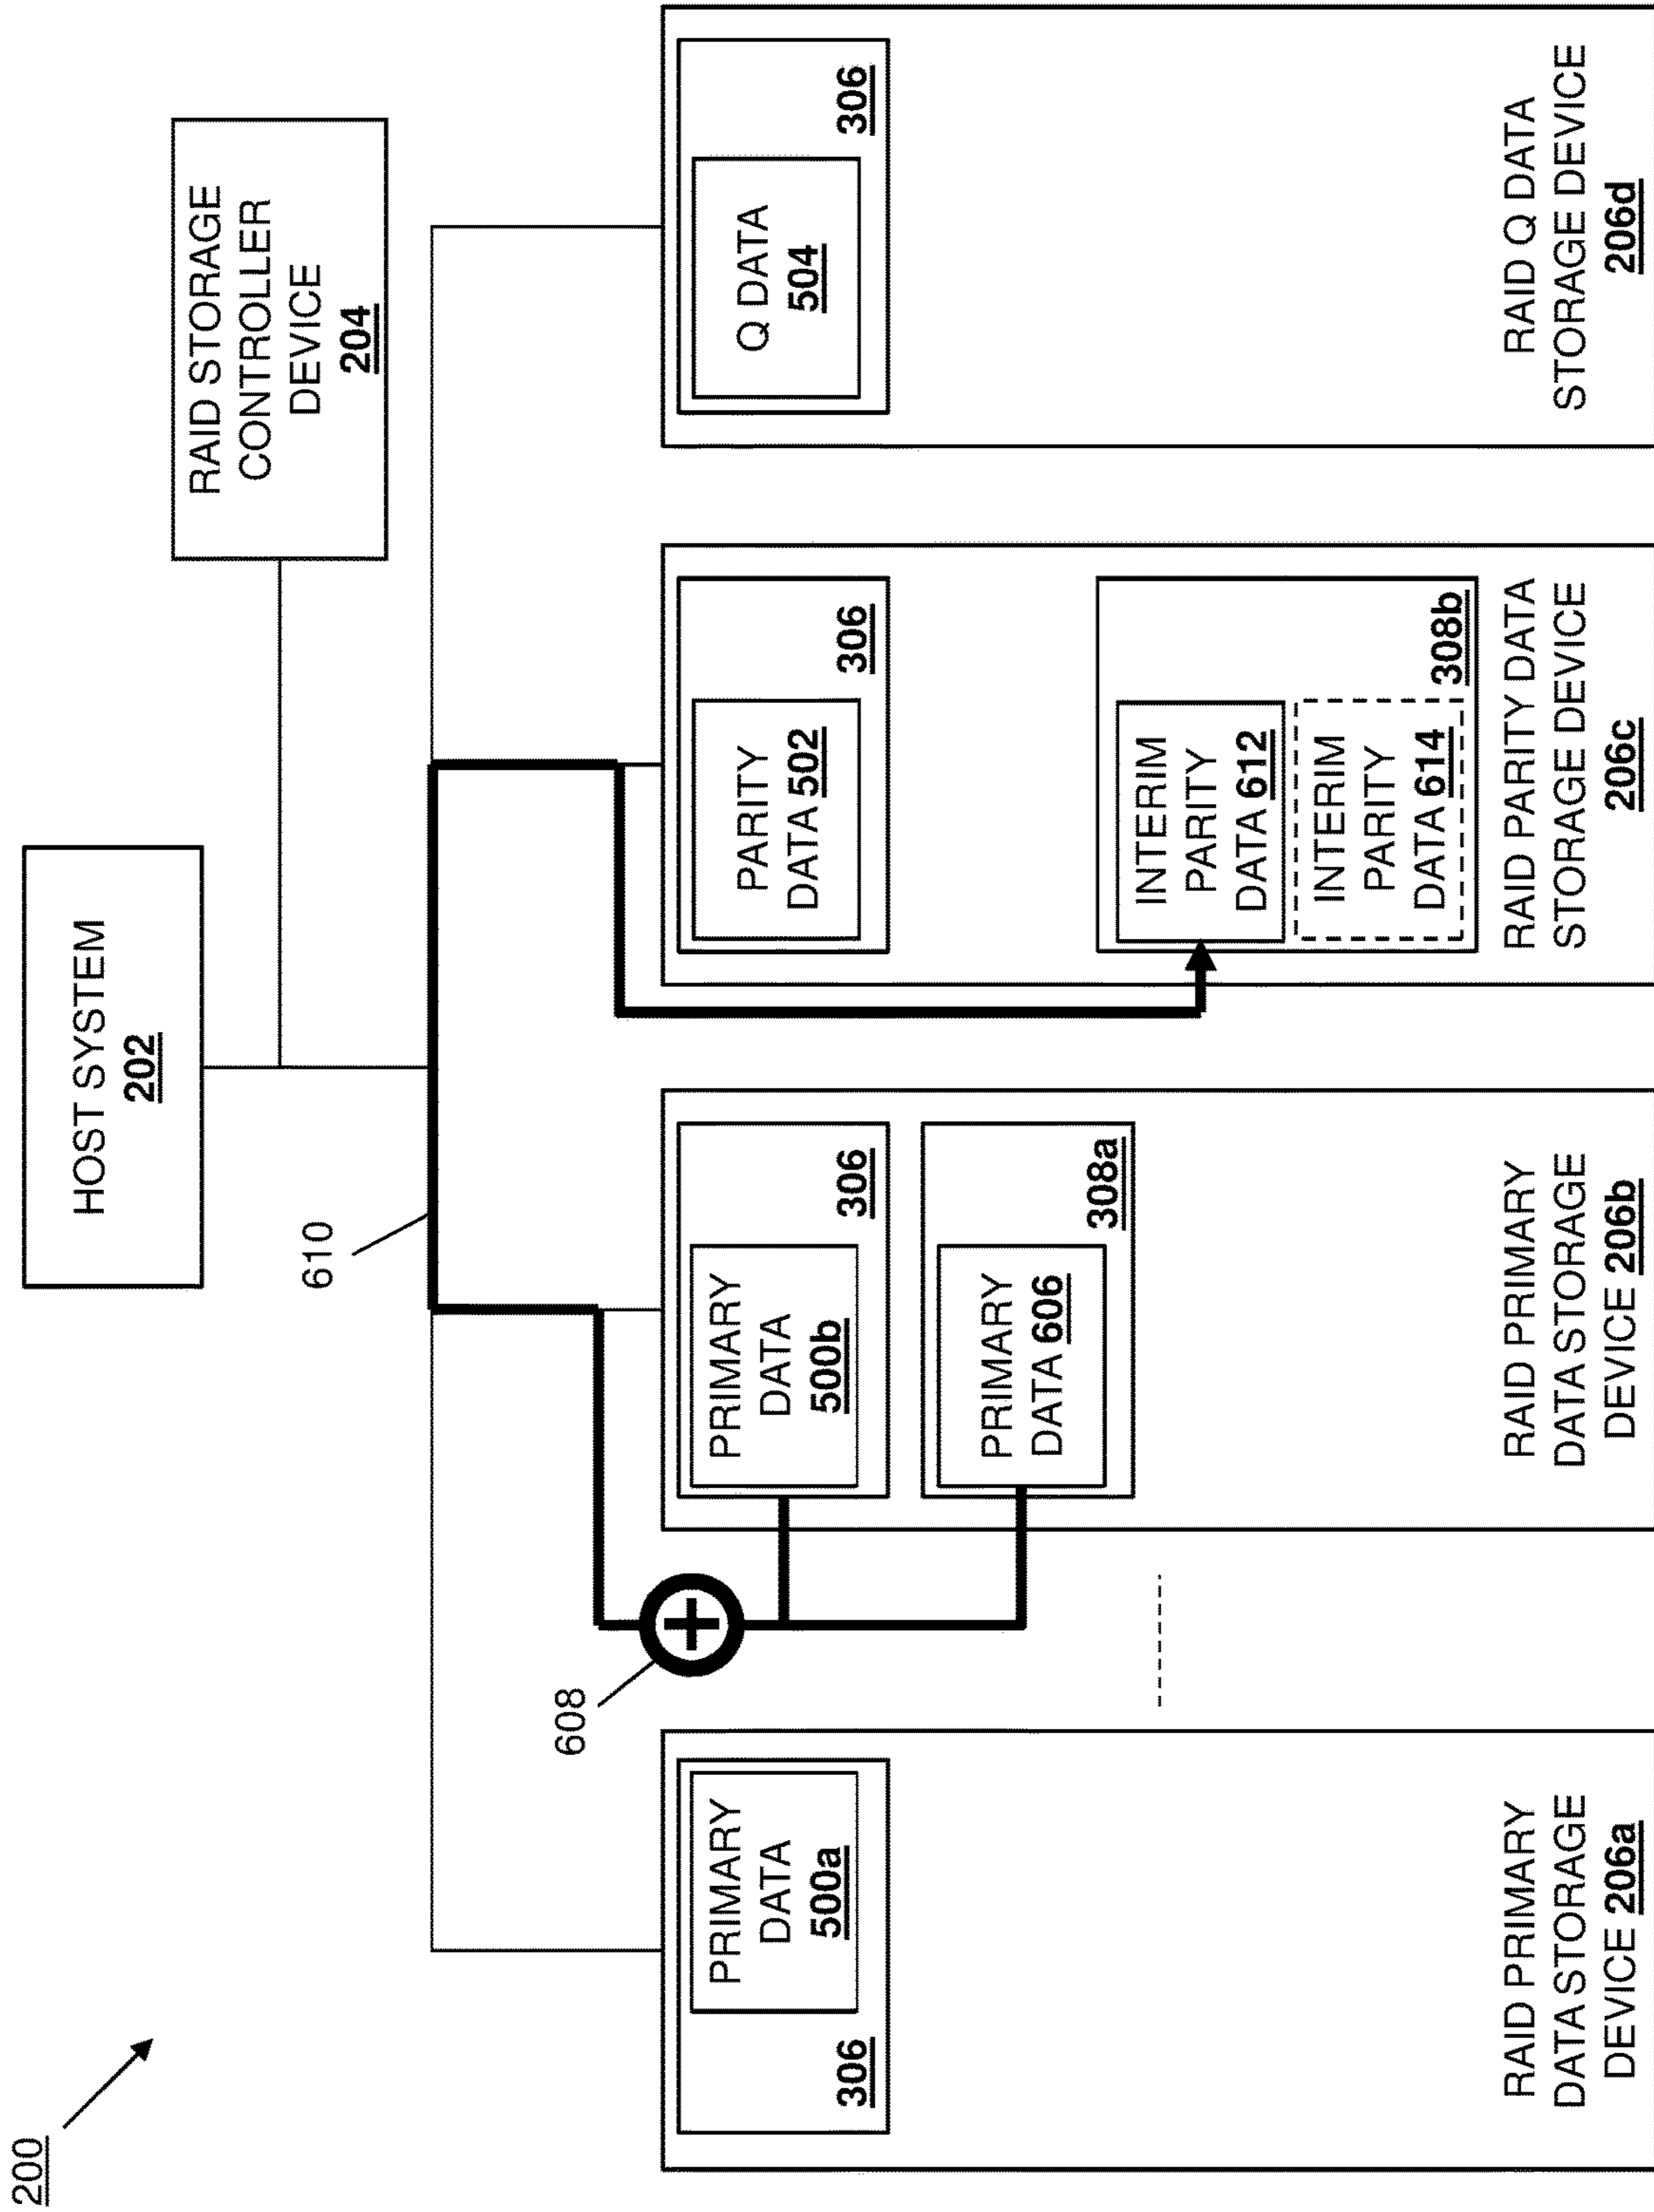 200
HOST SYSTEM
202
RAID STORAGE
CONTROLLER
DEVICE
204
610
608
PRIMARY
DATA
500a
306
RAID PRIMARY
DATA STORAGE
DEVICE 206a
PRIMARY
DATA
500b
306
PRIMARY
DATA 606
308a
RAID PRIMARY
DATA STORAGE
DEVICE 206b
PARITY
DATA 502
306
INTERIM
PARITY
DATA 612
INTERIM
PARITY
DATA 614
308b
RAID PARITY DATA
STORAGE DEVICE
206c
Q DATA
504
306
RAID Q DATA
STORAGE DEVICE
206d